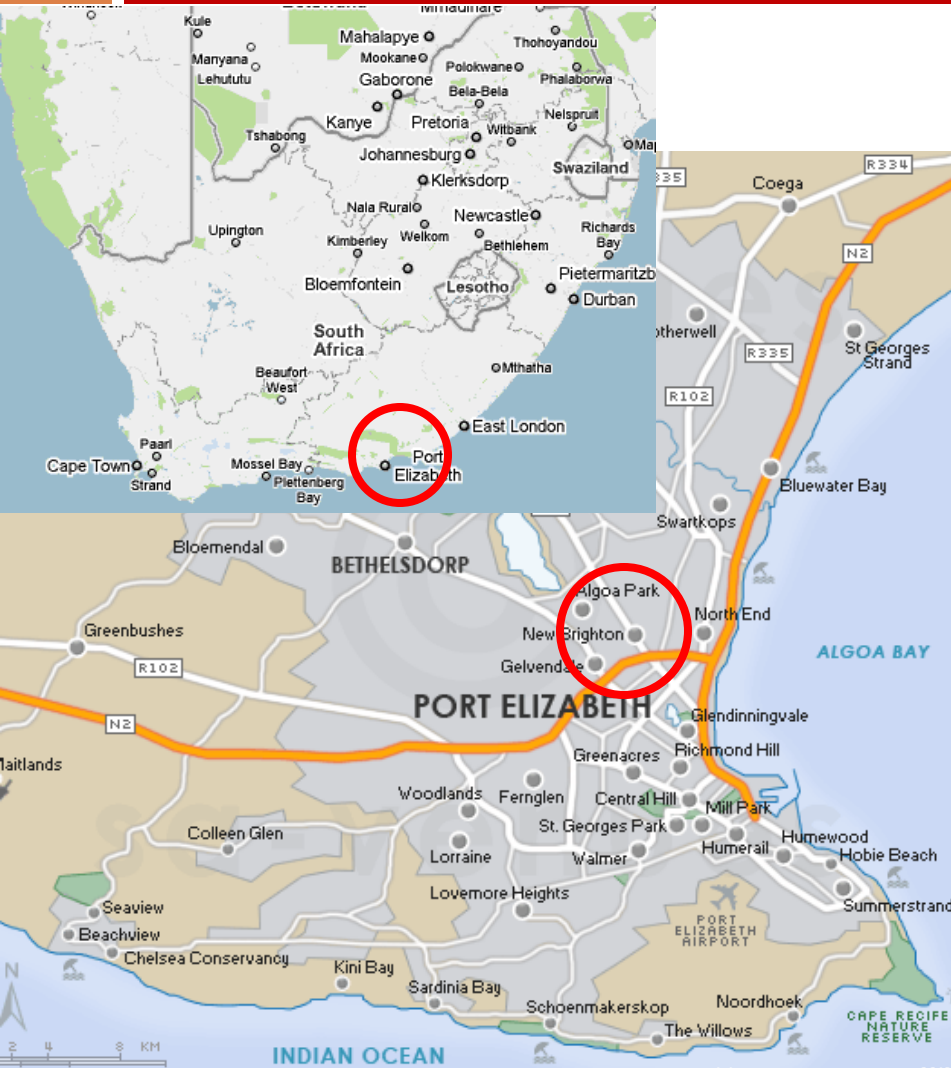 Kule
Mahalapye
Thohoyandou
Manyana
Mookane
Polokwane
Lehututu
Gaborone
Phalaborwa
Bela-Bela
Nelspruit
Kanye
Pretoria
Witbank
Tshabong
Johannesburg
Swaziland
Klerksdorp
Nala Rural
Newcastle
Upington
Kimberley
Welkom
Bethlehem
Richards
Bay
Bloemfontein
Lesotho
Pietermaritzb
Durban
South
Africa
Mthatha
Beaufort
West
East London
Paarl
Port
Elizabeth
Cape Town
Strand
Mossel Bay
Plettenberg
Bay
R334
335
Coega
N2
otherwell
R335
St Georges
Strand
R102
Bluewater Bay
Swartkops
Bloemendal
BETHELSDORP
Algoa Park
North End
New Brighton
Greenbushes
ALGOA BAY
R102
Gelvendale
PORT ELIZABETH
Glendinningvale
N2
Greenacres
Richmond Hill
Maitlands
Woodlands
Fernglen
Central Hill
Mill Park
St. Georges Park
Colleen Glen
Humerail
Humewood
Lorraine
Walmer
Hobie Beach
Lovemore Heights
Summerstrand
Seaview
PORT
ELIZABETH
AIRPORT
Beachview
Chelsea Conservancy
N
Kini Bay
Sardinia Bay
Schoenmakerskop
Noordhoek
The Willows
CAPE RECIFE
NATURE
RESERVE
2 4 8 KM
INDIAN OCEAN